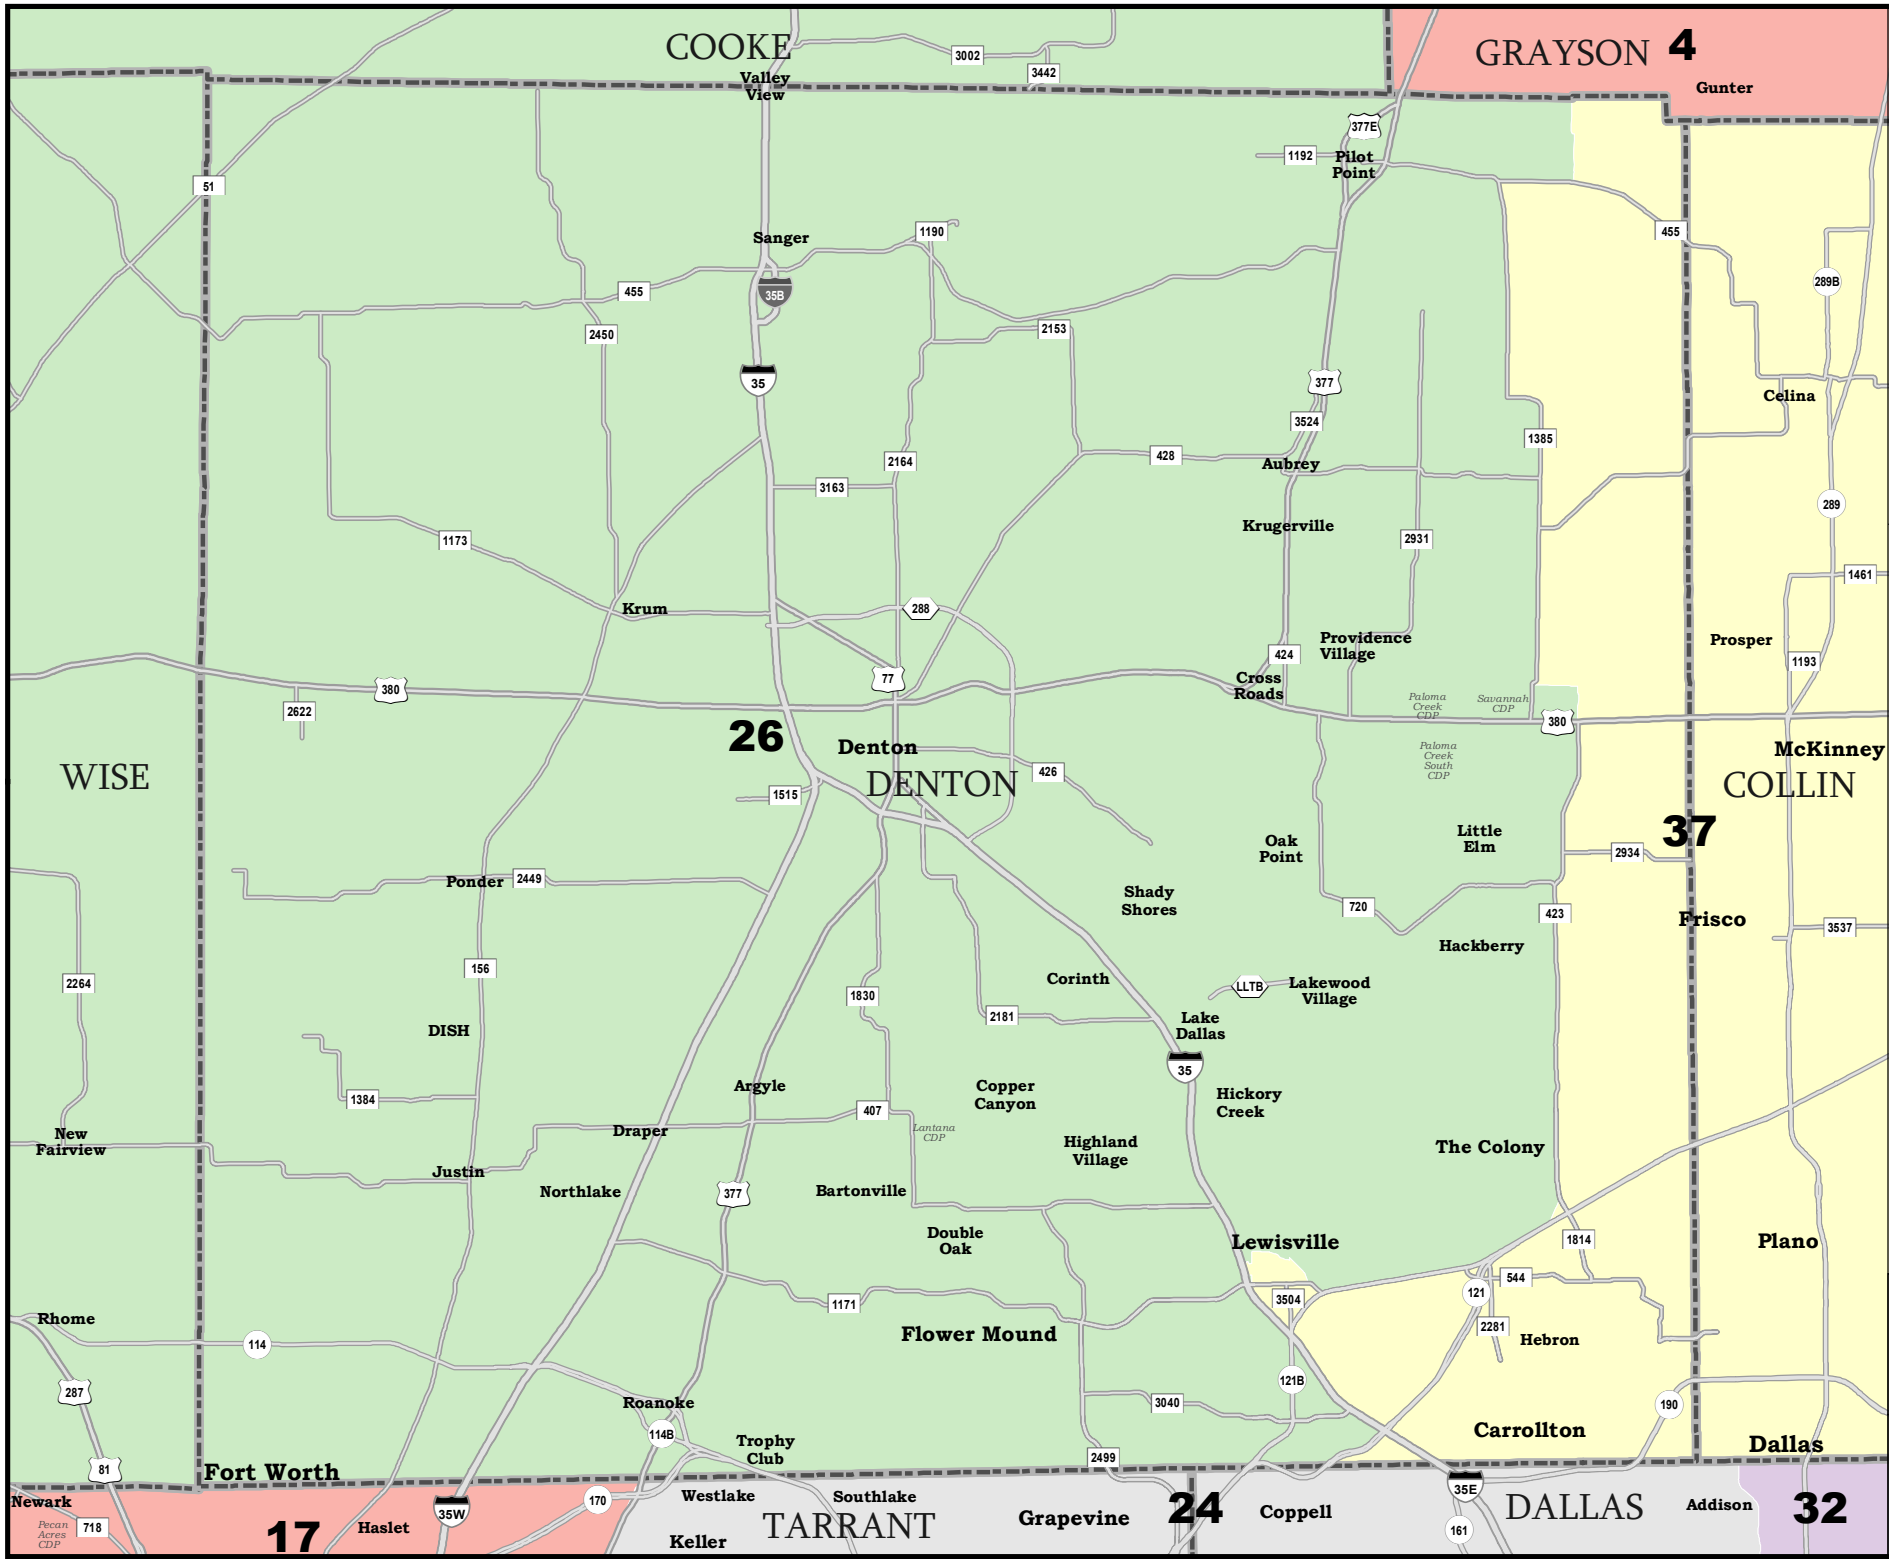 COOKE
GRAYSON 4
3002
3442
Valley
View
Gunter
377E
1192
Pilot
Point
51
Sanger
1190
455
35B
455
289B
2450
2153
35
377
Celina
3524
1385
2164
428
Aubrey
3163
289
Krugerville
1173
2931
1461
Krum
288
Providence
Village
Prosper
424
1193
77
Cross
Roads
380
2622
Paloma
Creek
CDP
Savannah
CDP
380
26
Denton
Paloma
Creek
South
CDP
McKinney
WISE
DENTON
426
COLLIN
1515
37
Oak
Point
Little
Elm
2934
Ponder
2449
Shady
Shores
720
423
Frisco
3537
Hackberry
156
2264
Corinth
LLTB
Lakewood
Village
1830
2181
Lake
Dallas
DISH
35
Argyle
Copper
Canyon
Hickory
Creek
1384
407
New
Fairview
Draper
Lantana
CDP
Highland
Village
The Colony
Justin
Northlake
377
Bartonville
Double
Oak
Lewisville
1814
Plano
544
121
3504
1171
Rhome
2281
Flower Mound
Hebron
114
121B
287
Roanoke
3040
190
114B
Carrollton
Trophy
Club
Dallas
2499
81
Fort Worth
35E
Newark
170
Westlake
Southlake
35W
24
Coppell
DALLAS
Addison
32
Pecan
Acres
CDP
718
17
Haslet
TARRANT
Grapevine
161
Keller